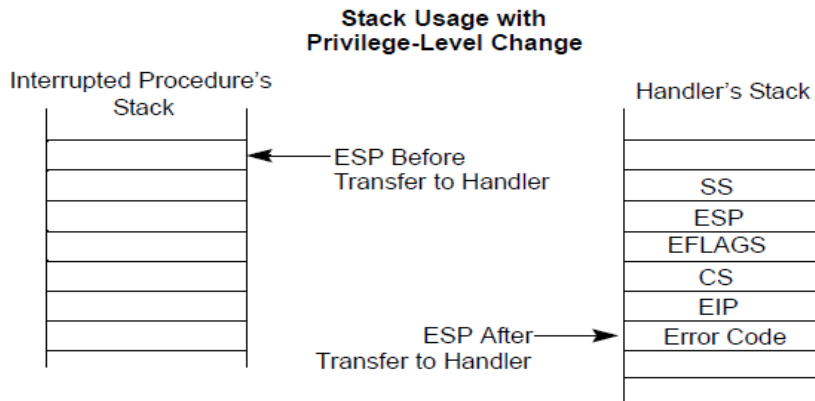 Stack Usage with
Privilege-Level Change
Interrupted Procedure's
Stack
Handler's Stack
ESP Before
Transfer to Handler
SS
ESP
EFLAGS
CS
EIP
Error Code
ESP After
Transfer to Handler